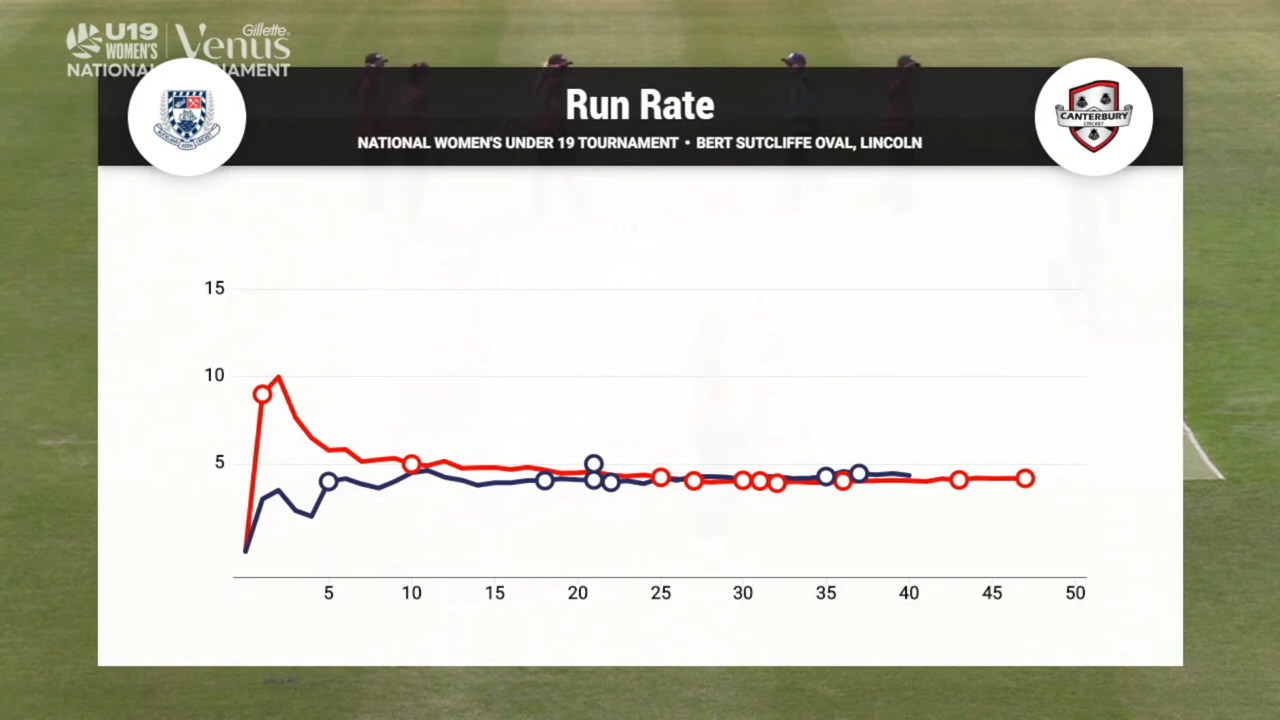 U19
WOMEN'S
Gillette
Venus
NATIONAL
NAMENT
Run Rate
NATIONAL WOMEN'S UNDER 19 TOURNAMENT • BERT SUTCLIFFE OVAL, LINCOLN
CANTERBURY
CRICKET
15
10
5
5 10 15 20 25 30 35 40 45 50